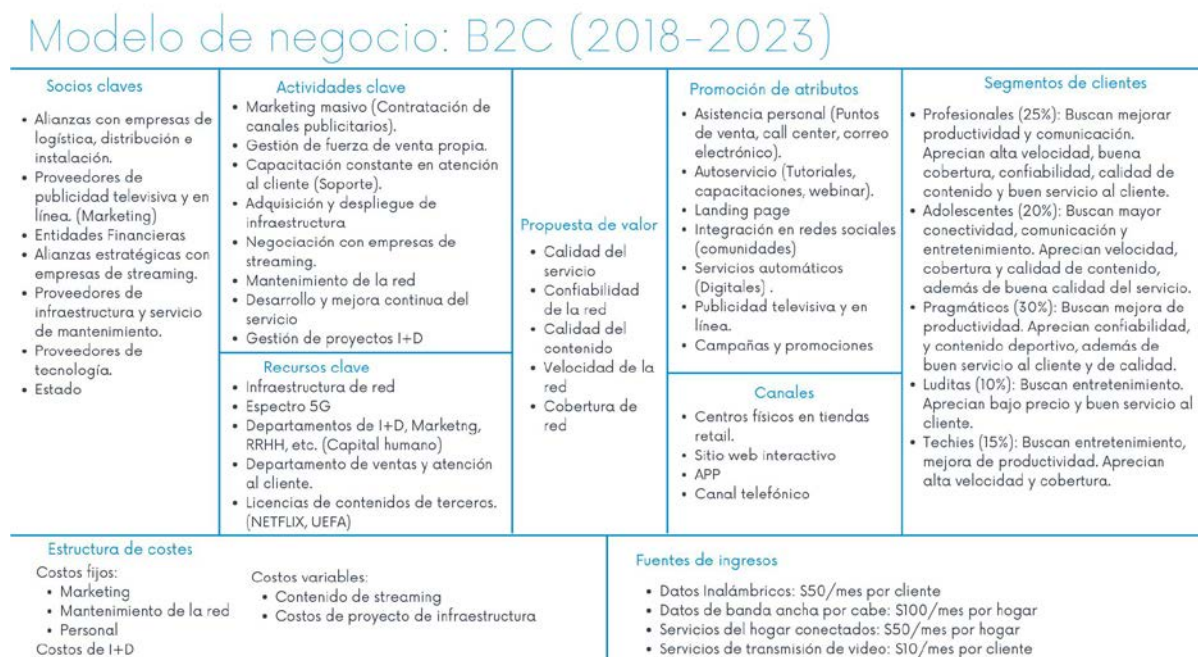 Modelo de negocio: B2C (2018-2023)
Socios claves
• Alianzas con empresas de
logística, distribución e
instalación.
• Proveedores de
publicidad televisiva y en
línea. (Marketing)
• Entidades Financieras
• Alianzas estratégicas con
empresas de streaming.
• Proveedores de
infraestructura y servicio
de mantenimiento.
• Proveedores de
tecnología.
• Estado
Actividades clave
• Marketing masivo (Contratación de
canales publicitarios).
• Gestión de fuerza de venta propia.
• Capacitación constante en atención
al cliente (Soporte).
• Adquisición y despliegue de
infraestructura
• Negociación con empresas de
streaming.
• Mantenimiento de la red
• Desarrollo y mejora continua del
servicio
• Gestión de proyectos I+D
Recursos clave
• Infraestructura de red
• Espectro 5G
• Departamentos de I+D, Marketng,
RRHH, etc. (Capital humano)
• Departamento de ventas y atención
al cliente.
• Licencias de contenidos de terceros.
(NETFLIX, UEFA)
Propuesta de valor
• Calidad del
servicio
• Confiabilidad
de la red
• Calidad del
contenido
• Velocidad de la
red
• Cobertura de
red
Promoción de atributos
• Asistencia personal (Puntos
de venta, call center, correo
electrónico).
• Autoservicio (Tutoriales,
capacitaciones, webinar).
• Landing page
• Integración en redes sociales
(comunidades)
• Servicios automáticos
(Digitales) .
• Publicidad televisiva y en
línea.
• Campañas y promociones
Canales
• Centros físicos en tiendas
retail.
• Sitio web interactivo
• APP
• Canal telefónico
Segmentos de clientes
• Profesionales (25%): Buscan mejorar
productividad y comunicación.
Aprecian alta velocidad, buena
cobertura, confiabilidad, calidad de
contenido y buen servicio al cliente.
• Adolescentes (20%): Buscan mayor
conectividad, comunicación y
entretenimiento. Aprecian velocidad,
cobertura y calidad de contenido,
además de buena calidad del servicio.
• Pragmáticos (30%): Buscan mejora de
productividad. Aprecian confiabilidad,
y contenido deportivo, además de
buen servicio al cliente y de calidad.
• Luditas (10%): Buscan entretenimiento.
Aprecian bajo precio y buen servicio al
cliente.
• Techies (15%): Buscan entretenimiento,
mejora de productividad. Aprecian
alta velocidad y cobertura.
Estructura de costes
Costos fijos:
• Marketing
• Mantenimiento de la red
• Personal
Costos de I+D
Costos variables:
• Contenido de streaming
• Costos de proyecto de infraestructura
Fuentes de ingresos
• Datos Inalámbricos: $50/mes por cliente
• Datos de banda ancha por cabe: $100/mes por hogar
• Servicios del hogar conectados: $50/mes por hogar
• Servicios de transmisión de video: $10/mes por cliente